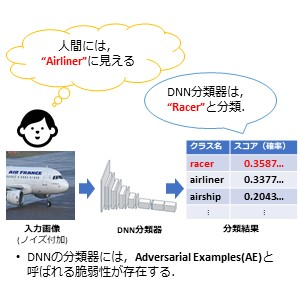 人間には，
“Airliner”に見える
DNN分類器は，
“Racer”と分類．
クラス名 スコア（確率）
racer 0.3587...
airliner 0.3377...
airship 0.2043...
⋮ ⋮
AIR FRANCE
入力画像
(ノイズ付加)
DNN分類器
分類結果
• DNNの分類器には，Adversarial Examples(AE)と
呼ばれる脆弱性が存在する．